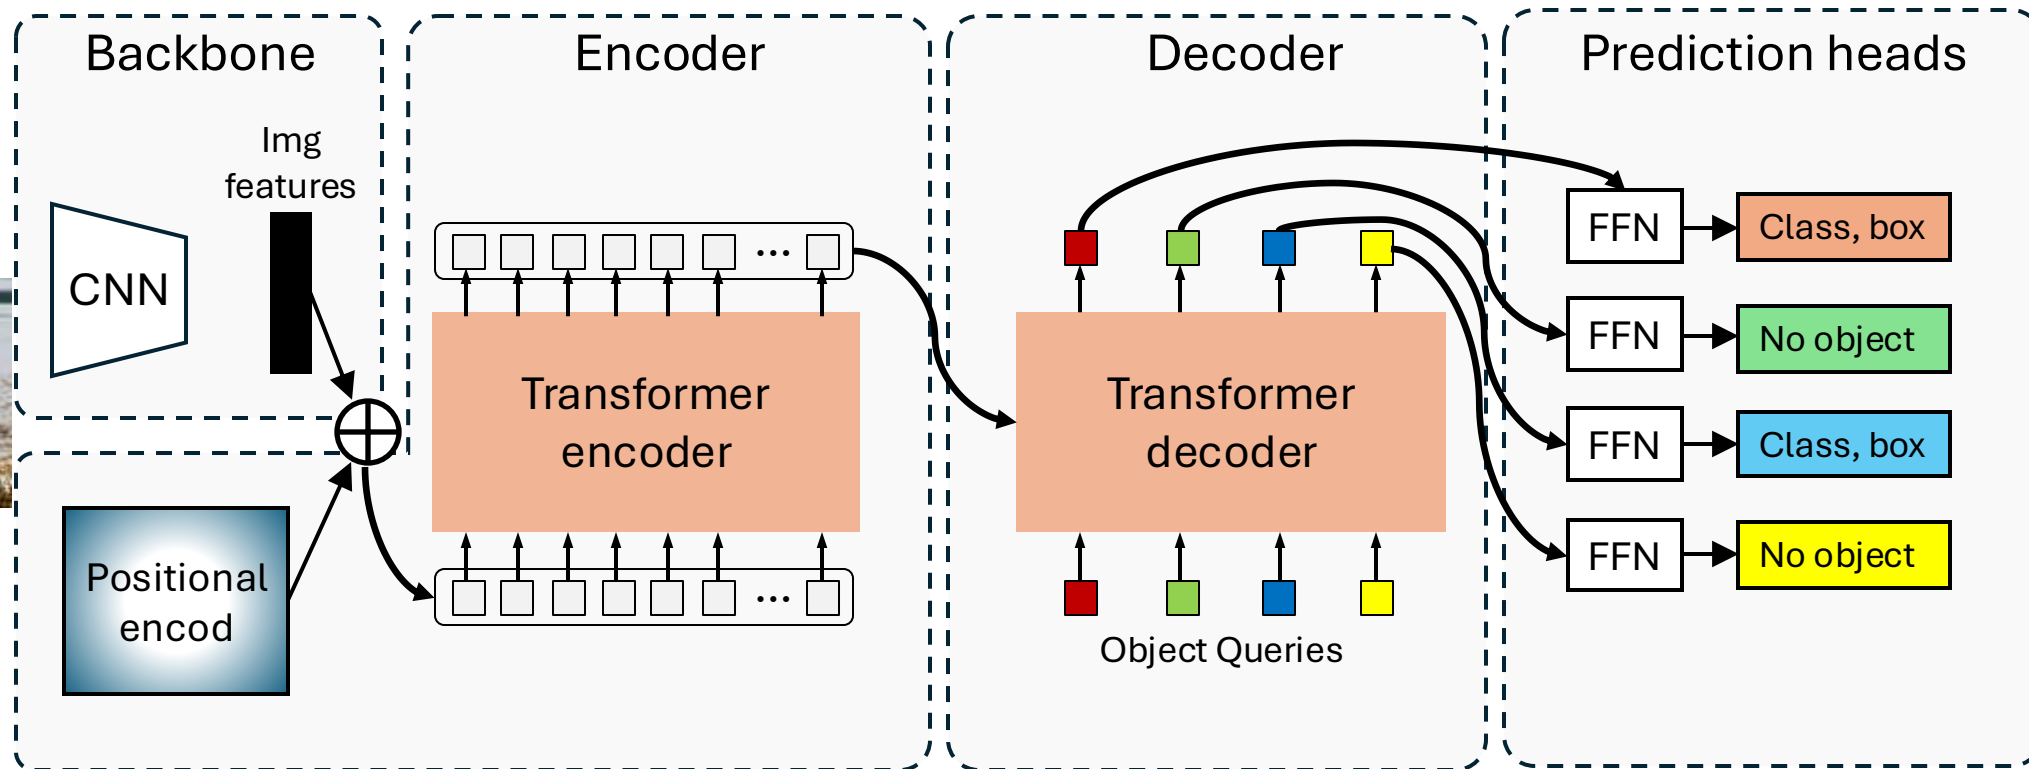 Backbone
Img
features
CNN
Positional
encod
Encoder
...
Transformer
encoder
...
Decoder
Transformer
decoder
Object Queries
Prediction heads
FFN
Class, box
FFN
No object
FFN
Class, box
FFN
No object